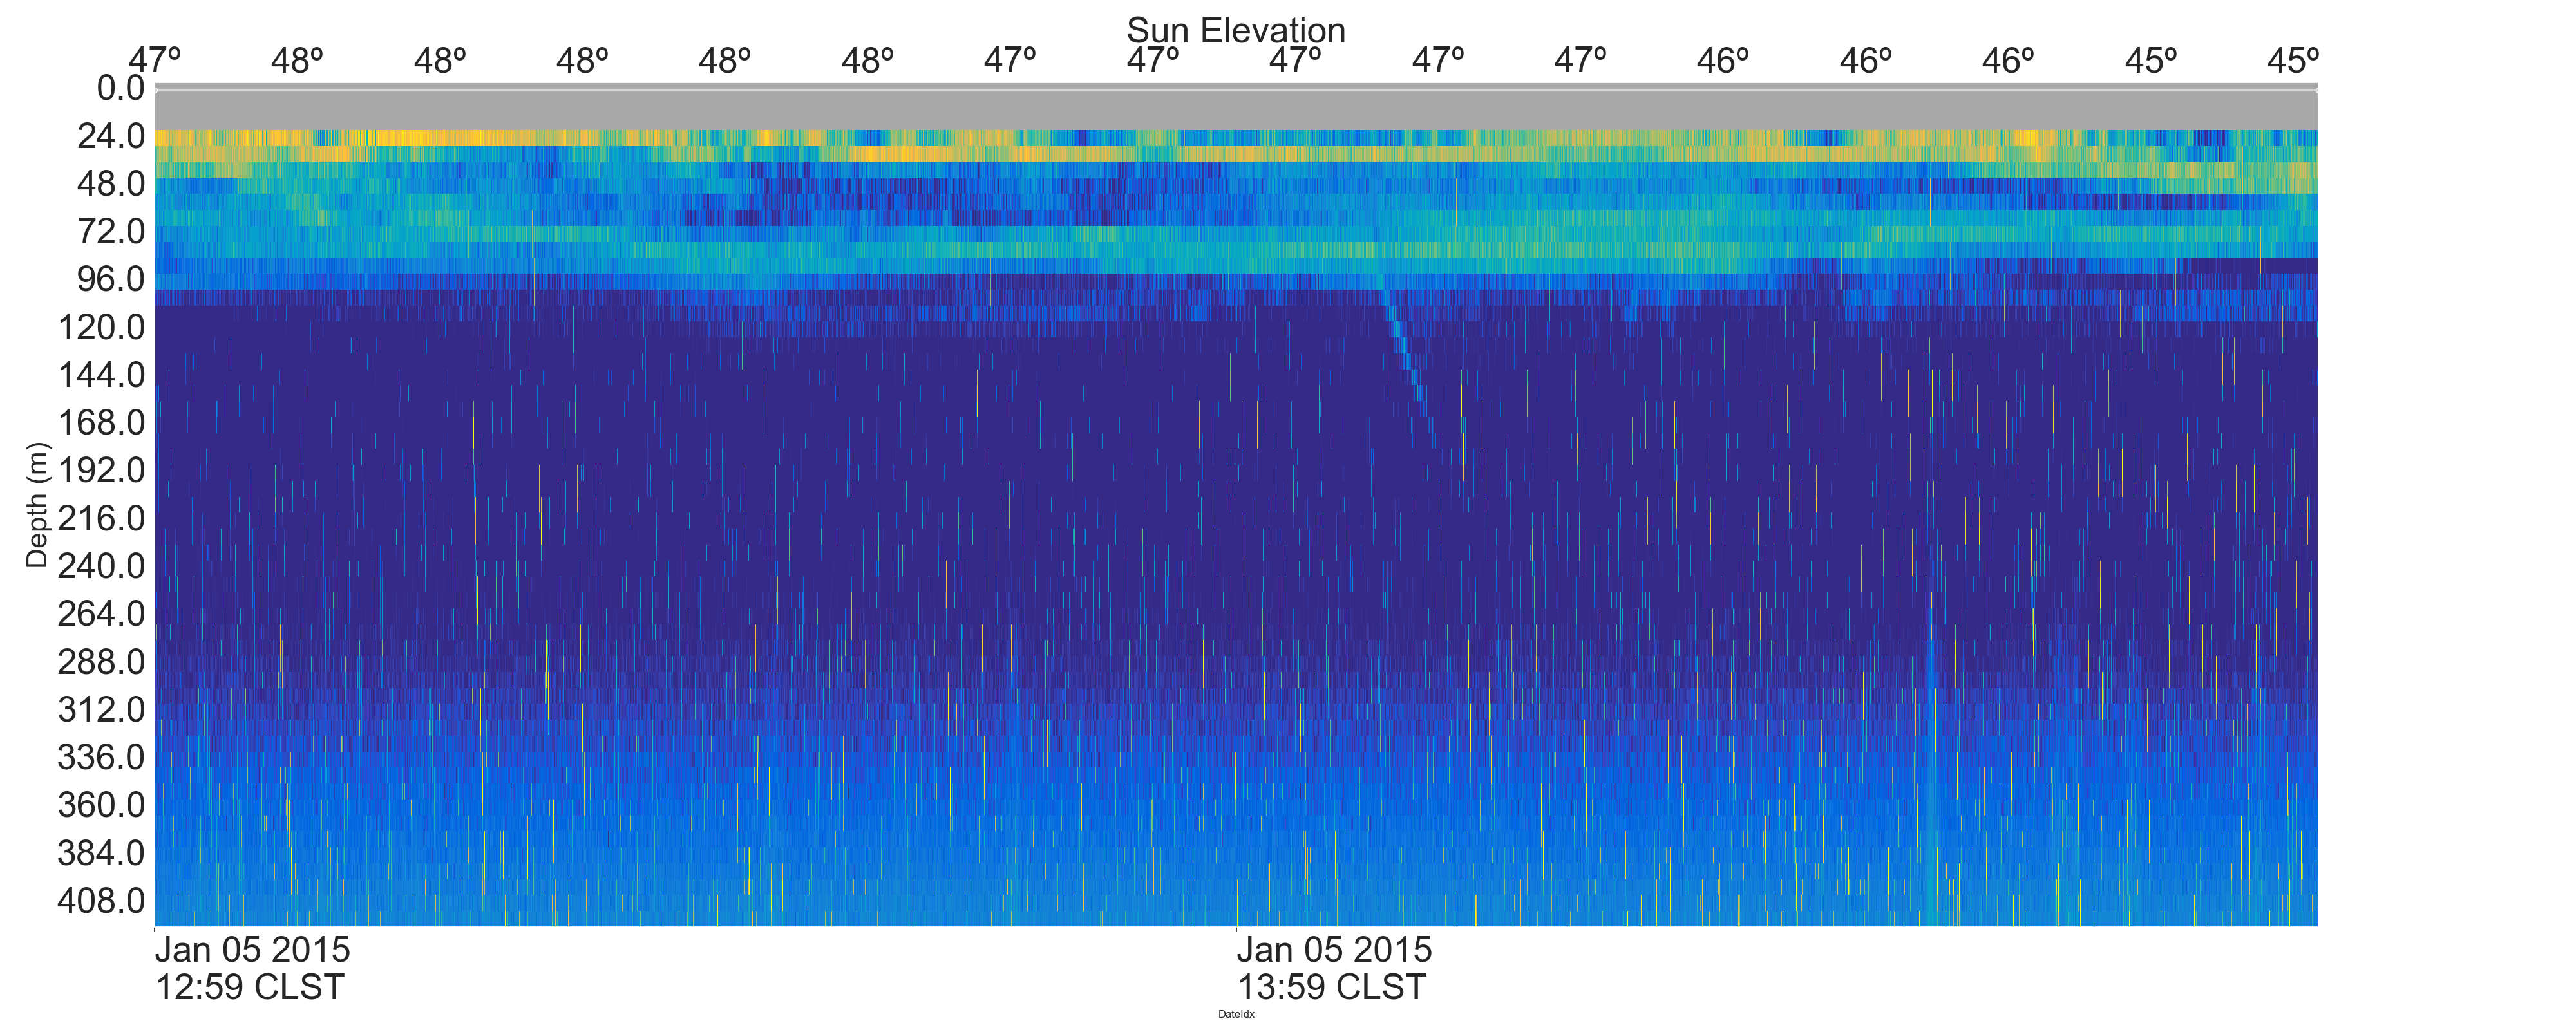 Sun Elevation
47º 48º 48º 48º 48º 48º 47º 47º 47º 47º 47º 46º 46º 46º 45º 45º
0.0
24.0
48.0
72.0
96.0
120.0
144.0
168.0
192.0
216.0
240.0
264.0
288.0
312.0
336.0
360.0
384.0
408.0
Depth (m)
Jan 05 2015
12:59 CLST
Jan 05 2015
13:59 CLST
DateIdx